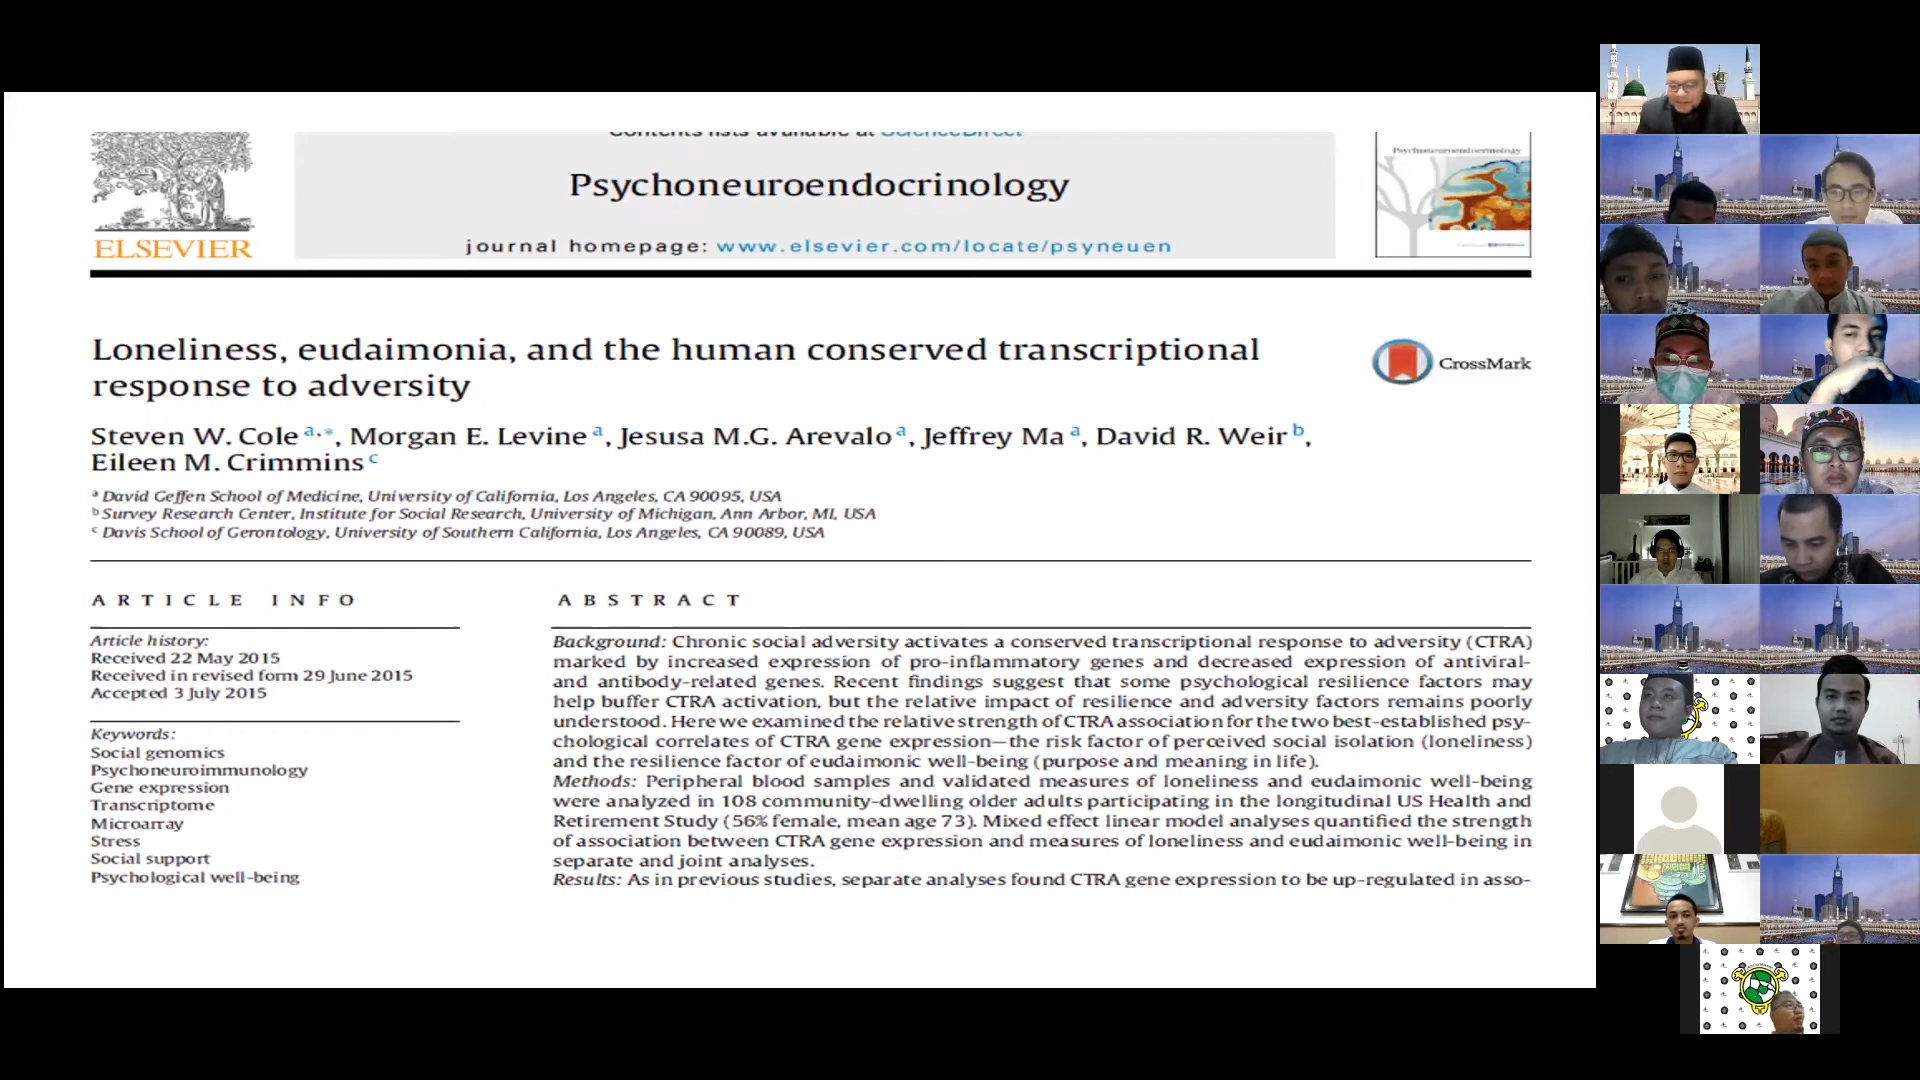 Contents lists available at ScienceDirect
Psychoneuroendocrinology
journal homepage: www.elsevier.com/locate/psyneuen
ELSEVIER
Psychoneuroendocrinology
Loneliness, eudaimonia, and the human conserved transcriptional
response to adversity
CrossMark
Steven W. Cole a,*, Morgan E. Levine a, Jesusa M.G. Arevalo a, Jeffrey Ma a, David R. Weir b,
Eileen M. Crimmins c
a David Geffen School of Medicine, University of California, Los Angeles, CA 90095, USA
b Survey Research Center, Institute for Social Research, University of Michigan, Ann Arbor, MI, USA
c Davis School of Gerontology, University of Southern California, Los Angeles, CA 90089, USA
ARTICLE INFO
Article history:
Received 22 May 2015
Received in revised form 29 June 2015
Accepted 3 July 2015
Keywords:
Social genomics
Psychoneuroimmunology
Gene expression
Transcriptome
Microarray
Stress
Social support
Psychological well-being
ABSTRACT
Background: Chronic social adversity activates a conserved transcriptional response to adversity (CTRA)
marked by increased expression of pro-inflammatory genes and decreased expression of antiviral-
and antibody-related genes. Recent findings suggest that some psychological resilience factors may
help buffer CTRA activation, but the relative impact of resilience and adversity factors remains poorly
understood. Here we examined the relative strength of CTRA association for the two best-established psy-
chological correlates of CTRA gene expression—the risk factor of perceived social isolation (loneliness)
and the resilience factor of eudaimonic well-being (purpose and meaning in life).
Methods: Peripheral blood samples and validated measures of loneliness and eudaimonic well-being
were analyzed in 108 community-dwelling older adults participating in the longitudinal US Health and
Retirement Study (56% female, mean age 73). Mixed effect linear model analyses quantified the strength
of association between CTRA gene expression and measures of loneliness and eudaimonic well-being in
separate and joint analyses.
Results: As in previous studies, separate analyses found CTRA gene expression to be up-regulated in asso-